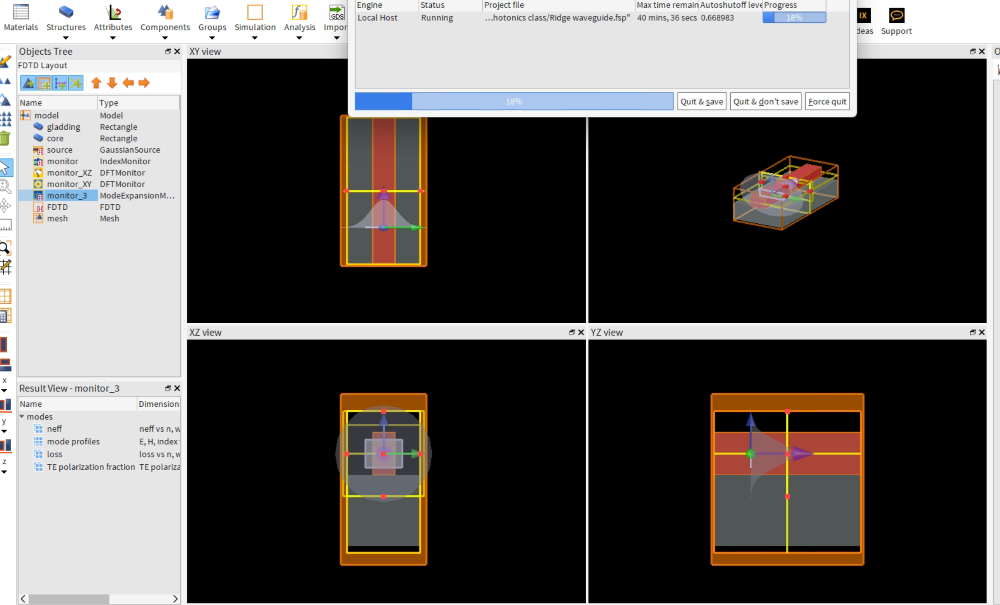 Engine Status Project file Max time remain Autoshutoff leve Progress
Local Host Running ...hotonics class/Ridge waveguide.fsp" 40 mins, 36 secs 0.668983 18%
18% Quit & save Quit & don't save Force quit
Materials Structures Attributes Components Groups Simulation Analysis Impor
GDS
IX
deas Support
Objects Tree
FDTD Layout
Name Type
model Model
gladding Rectangle
core Rectangle
source GaussianSource
monitor IndexMonitor
monitor_XZ DFTMonitor
monitor_XY DFTMonitor
monitor_3 ModeExpansionM...
FDTD FDTD
mesh Mesh
XY view
x
y
z
Result View - monitor_3
Name Dimension
modes
neff neff vs n, w
mode profiles E, H, index
loss loss vs n, w
TE polarization fraction TE polariza
XZ view
YZ view